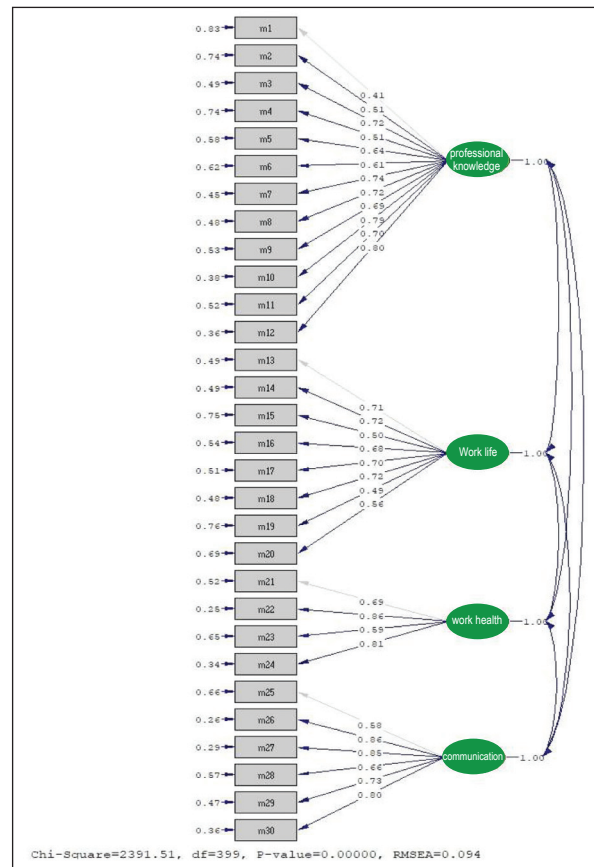 0.83 m1
0.74 m2
0.49 m3
0.74 m4
0.58 m5
0.62 m6
0.45 m7
0.48 m8
0.53 m9
0.38 m10
0.52 m11
0.36 m12
0.49 m13
0.49 m14
0.75 m15
0.54 m16
0.51 m17
0.48 m18
0.76 m19
0.69 m20
0.52 m21
0.25 m22
0.65 m23
0.34 m24
0.66 m25
0.26 m26
0.29 m27
0.57 m28
0.47 m29
0.36 m30
0.41
0.51
0.72
0.51
0.64
0.61
0.74
0.72
0.69
0.79
0.70
0.80
professional
knowledge
1.00
0.71
0.72
0.50
0.68
0.70
0.72
0.49
0.56
Work life
1.00
0.69
0.86
0.59
0.81
work health
1.00
0.58
0.86
0.85
0.66
0.73
0.80
communication
1.00
Chi-Square=2391.51, df=399, P-value=0.00000, RMSEA=0.094